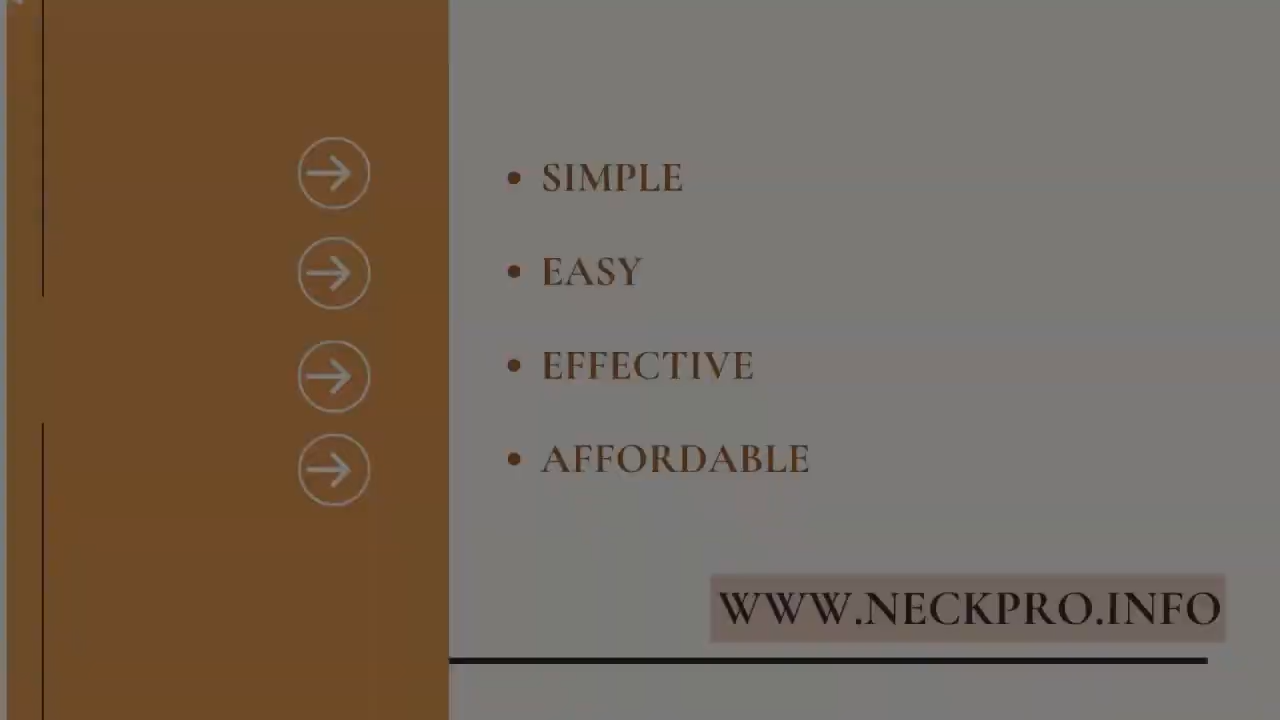 • SIMPLE
• EASY
• EFFECTIVE
• AFFORDABLE
WWW.NECKPRO.INFO